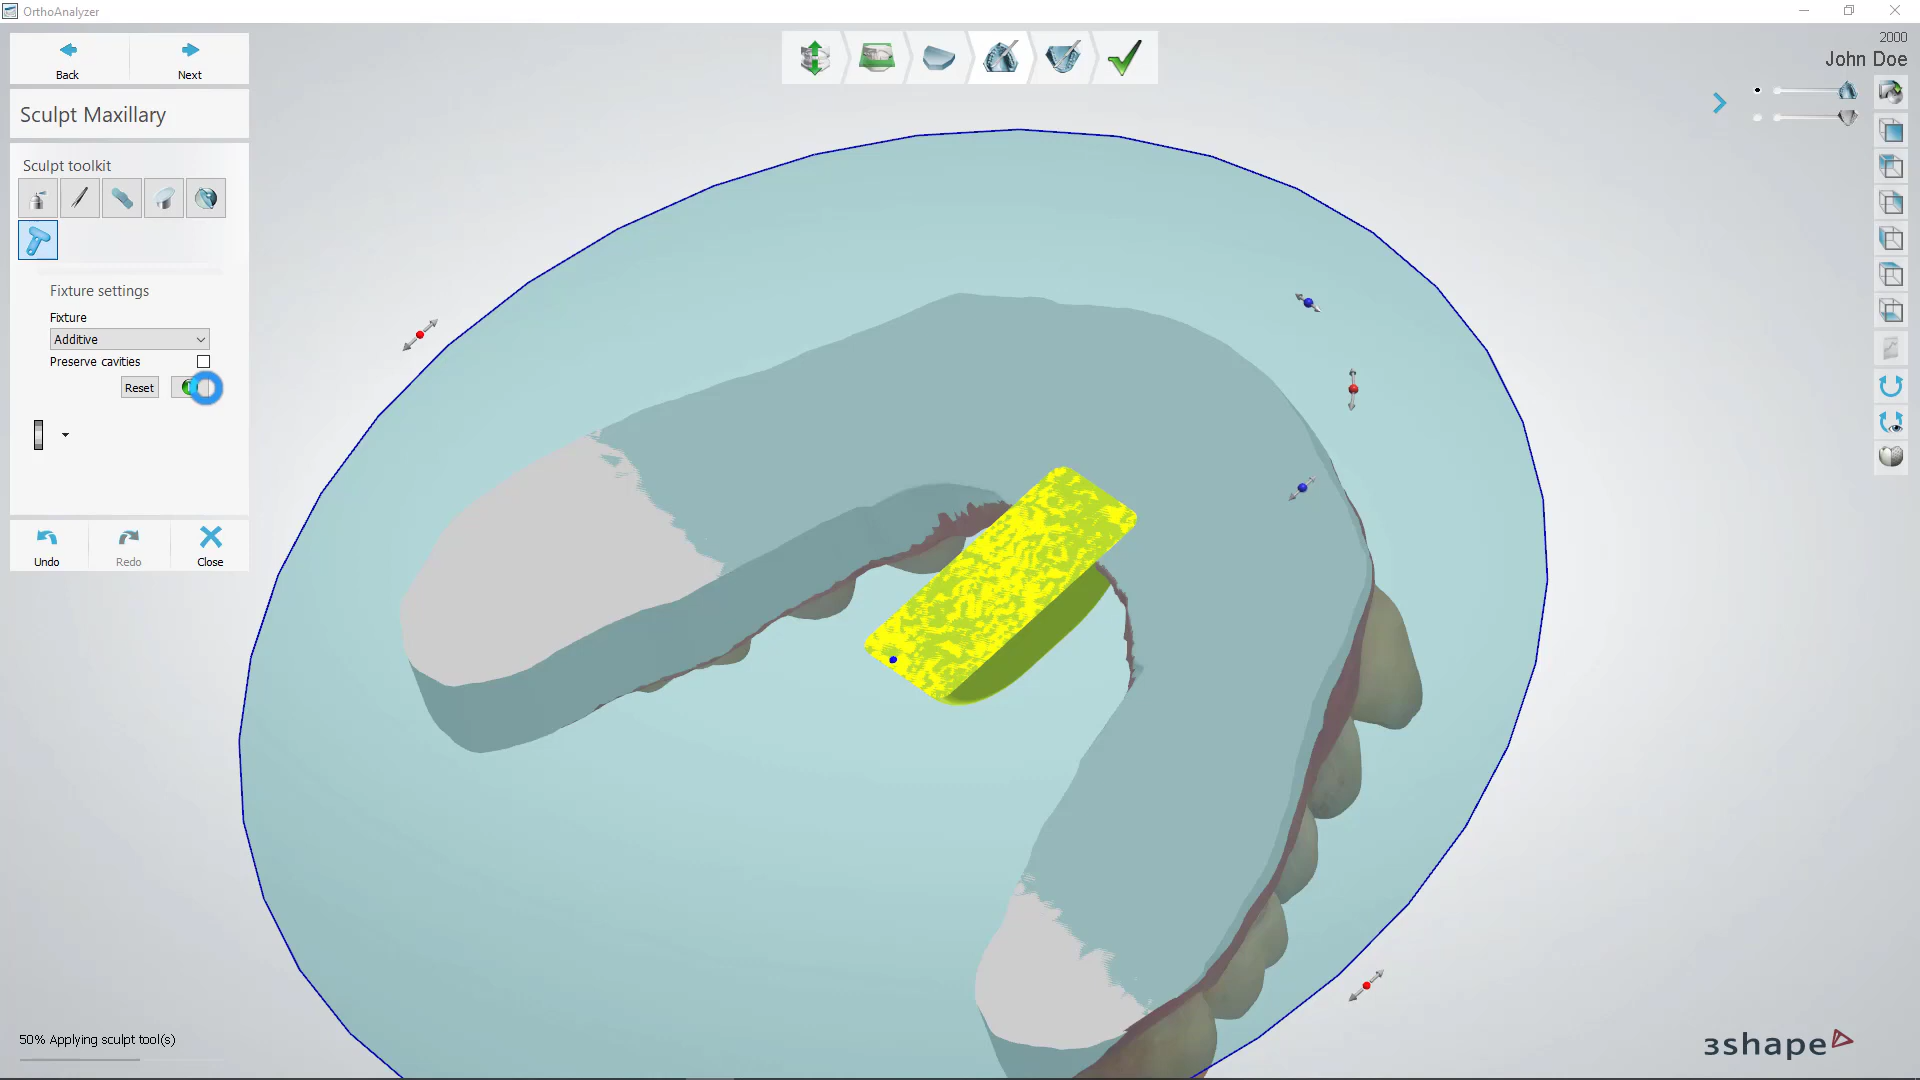 OrthoAnalyzer
Back
Next
2000
John Doe
Sculpt Maxillary
Sculpt toolkit
Fixture settings
Fixture
Additive
Preserve cavities
Reset
Undo
Redo
Close
50% Applying sculpt tool(s)
3shape